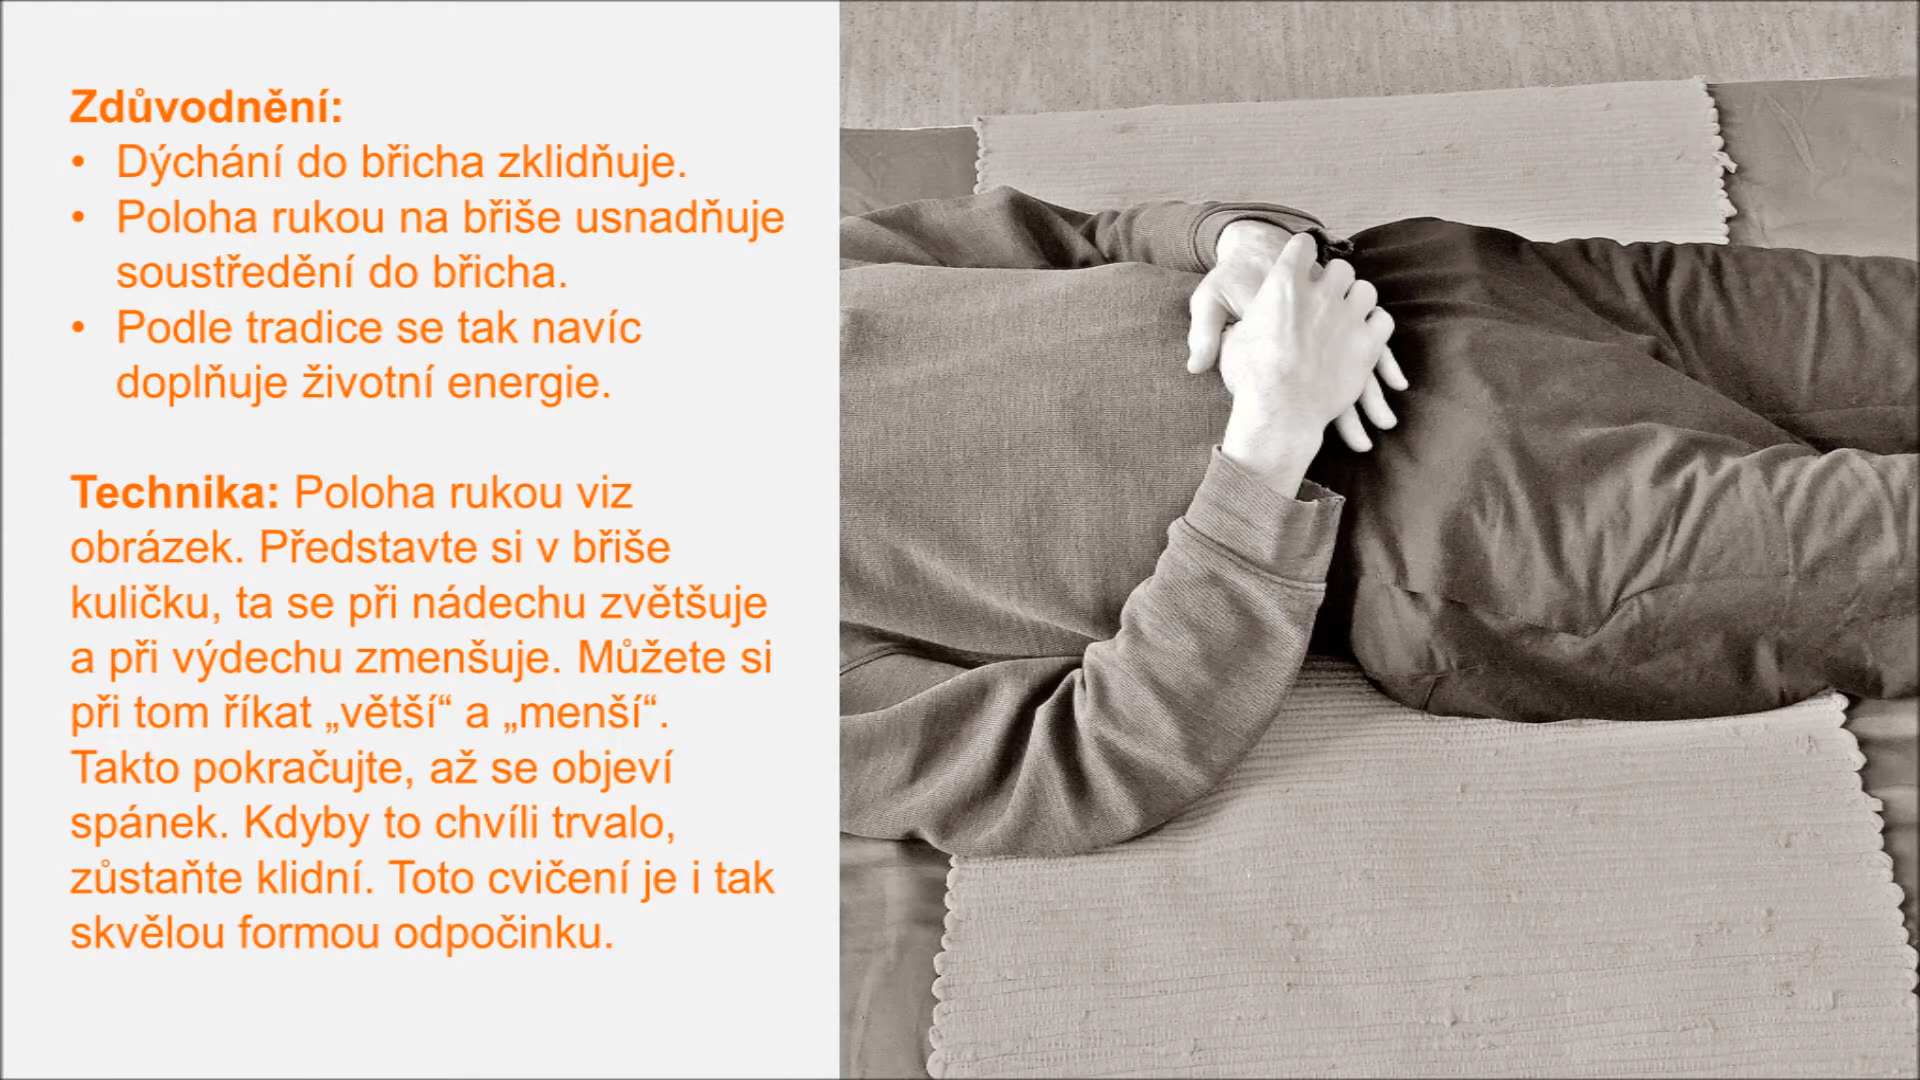 Zdůvodnění:
• Dýchání do břicha zklidňuje.
• Poloha rukou na břiše usnadňuje
soustředění do břicha.
• Podle tradice se tak navíc
doplňuje životní energie.
Technika: Poloha rukou viz
obrázek. Představte si v břiše
kuličku, ta se při nádechu zvětšuje
a při výdechu zmenšuje. Můžete si
při tom říkat „větší“ a „menší“.
Takto pokračujte, až se objeví
spánek. Kdyby to chvíli trvalo,
zůstaňte klidní. Toto cvičení je i tak
skvělou formou odpočinku.